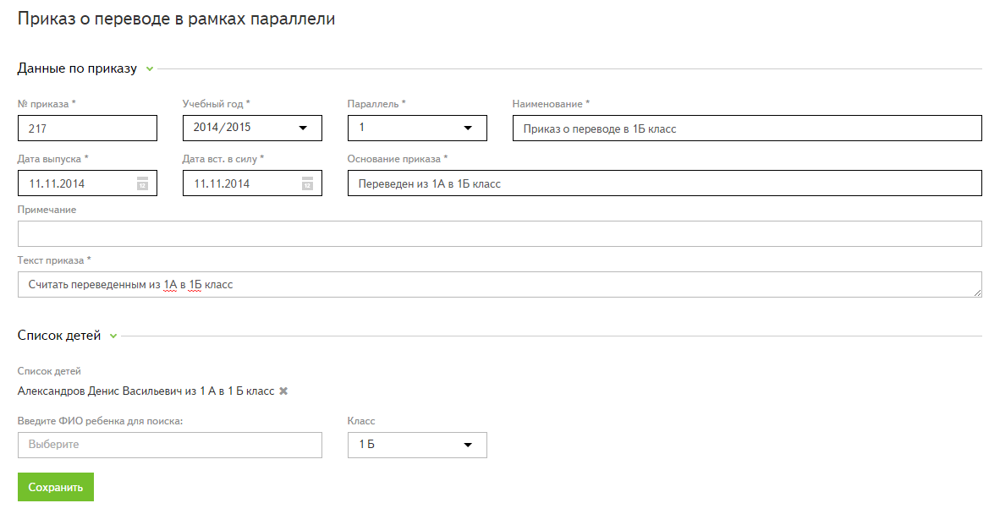 Приказ о переводе в рамках параллели
Данные по приказу
№ приказа * Учебный год * Параллель * Наименование *
217 2014/2015 1 Приказ о переводе в 1Б класс
Дата выпуска * Дата вст. в силу * Основание приказа *
11.11.2014 12 11.11.2014 12 Переведен из 1А в 1Б класс
Примечание
Текст приказа *
Считать переведенным из 1А в 1Б класс
Список детей
Список детей
Александров Денис Васильевич из 1 А в 1 Б класс
Введите ФИО ребенка для поиска: Класс
Выберите 1 Б
Сохранить